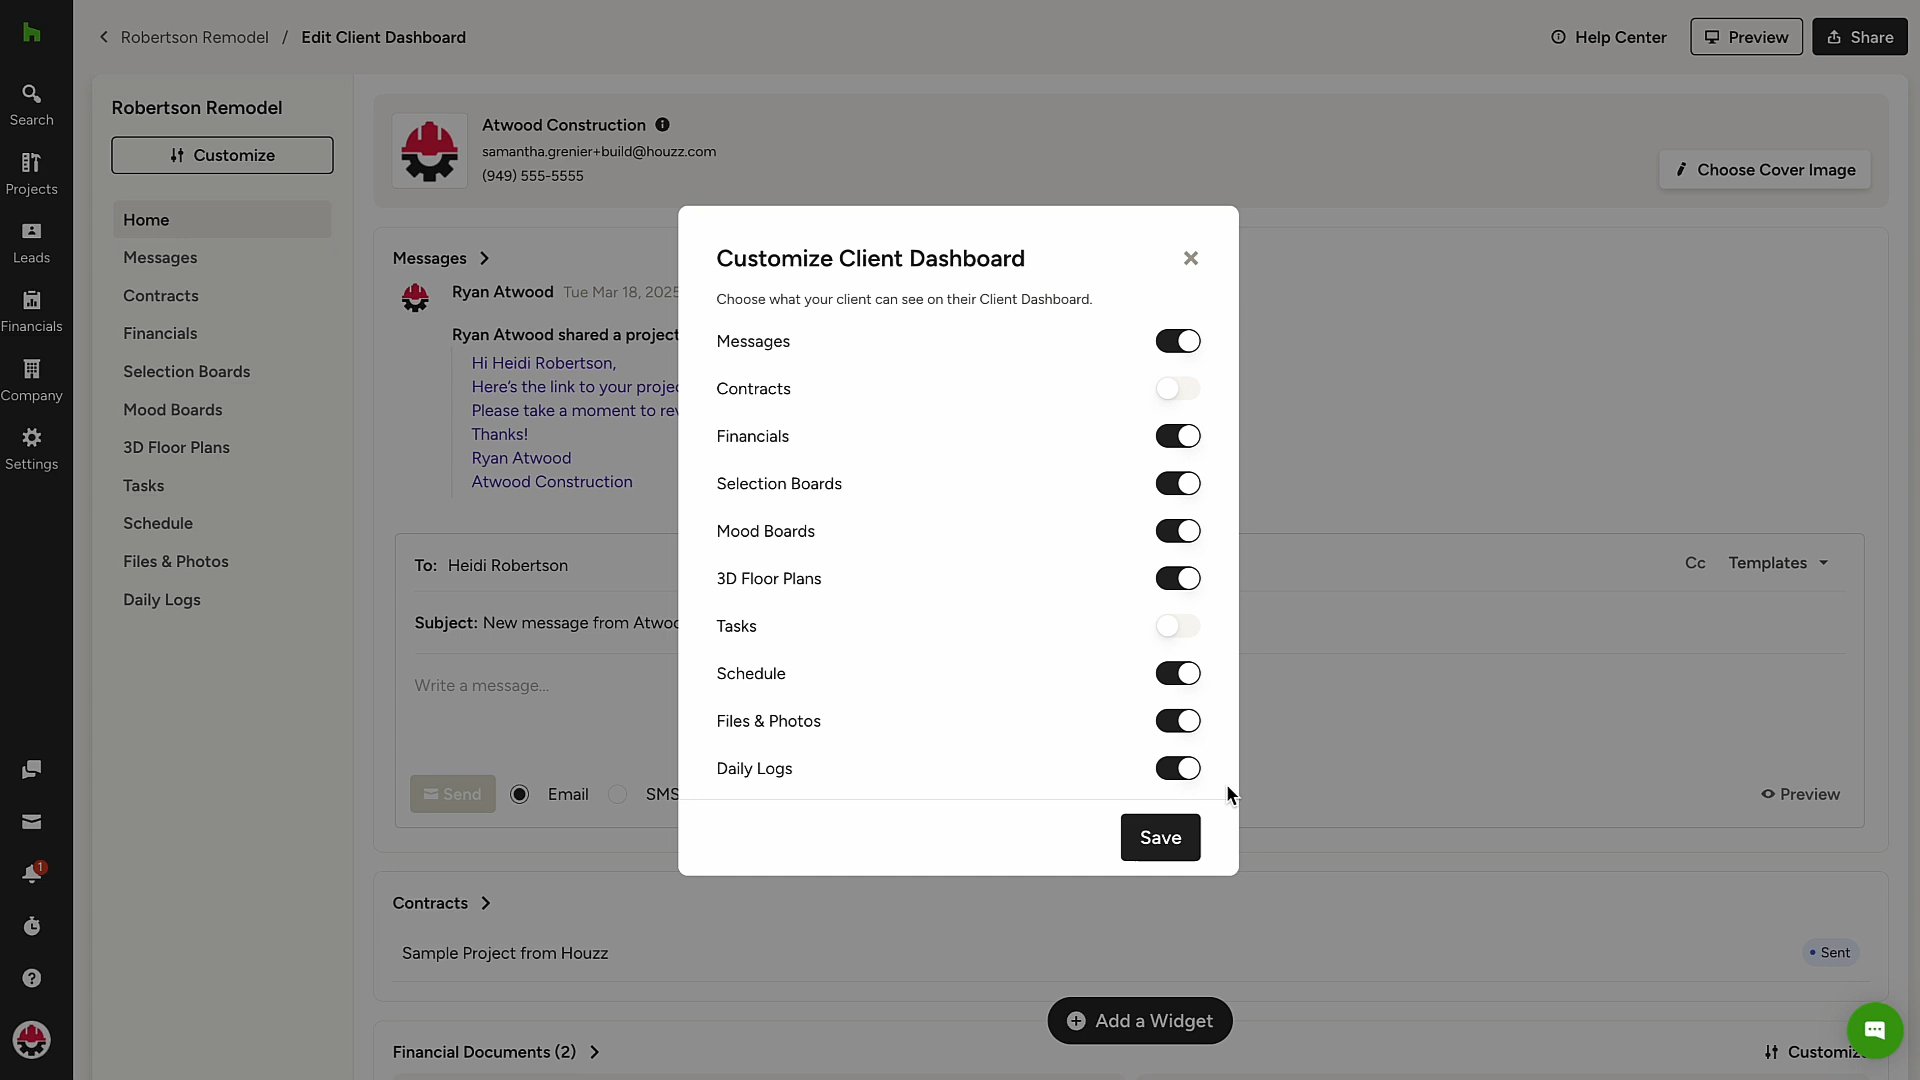 Robertson Remodel / Edit Client Dashboard
Help Center
Preview
Share
Search
Projects
Leads
Financials
Company
Settings
1
Robertson Remodel
Customize
Home
Messages
Contracts
Financials
Selection Boards
Mood Boards
3D Floor Plans
Tasks
Schedule
Files & Photos
Daily Logs
Atwood Construction
samantha.grenier+build@houzz.com
(949) 555-5555
Choose Cover Image
Messages
Ryan Atwood Tue Mar 18, 2025
Ryan Atwood shared a project
Hi Heidi Robertson,
Here's the link to your
Please take a moment to
Thanks!
Ryan Atwood
Atwood Construction
To: Heidi Robertson
Cc Templates
Subject: New message from
Write a message...
Send
Email
SMS
Preview
Customize Client Dashboard
Choose what your client can see on their Client Dashboard.
Messages
Contracts
Financials
Selection Boards
Mood Boards
3D Floor Plans
Tasks
Schedule
Files & Photos
Daily Logs
Save
Contracts
Sample Project from Houzz
Sent
Add a Widget
Financial Documents (2)
Customize